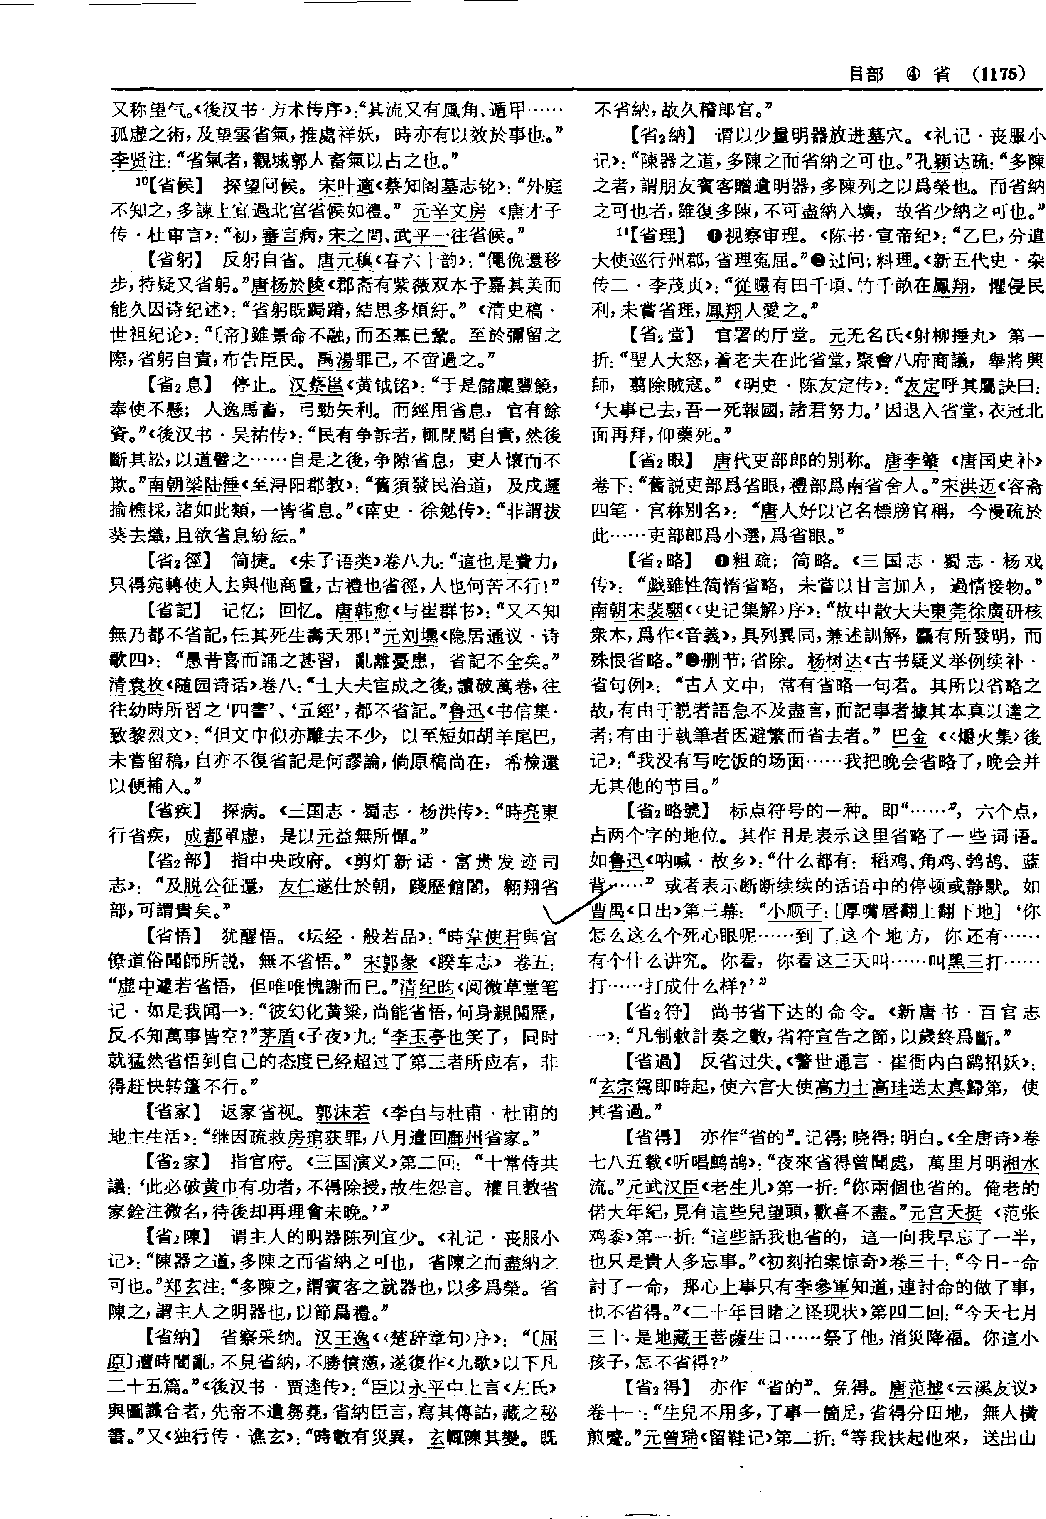 目部 ④ 省 (1175)
又称望气。《後汉书·方术传序》:“其流又有風角、遁甲……
孤虚之術,及望雲省氣,推處祥妖, 時亦有以效於事也。”
李贤注:“省氣者,觀城郭人畜氣以占之也。”
10【省候】 探望问候。宋叶適《蔡知阁墓志铭》:“外庭
不知之,多諫上宜過北宫省候如禮。” 元辛文房 《唐才子
传·杜审言》:“初,審言病,宋之問、武平一往省候。”
【省躬】 反躬自省。唐元稹《春六十韵》:“僶俛還移
步,持疑又省躬。”唐杨於陵《郡斋有紫薇双本予嘉其美而
能久因诗纪述》:“省躬既跼蹐,結思多煩紆。” 《清史稿·
世祖纪论》:“〔帝〕雖景命不融,而丕基已鞏。 至於彌留之
際,省躬自責,布告臣民。 禹湯罪己,不啻過之。”
【省2息】 停止。汉蔡邕《黄钺铭》:“于是儲廩豐饒,
奉使不懸; 人逸馬畜, 弓勁矢利。而經用省息, 官有餘
資。”《後汉书·吴祐传》:“民有争訴者,輒閉閤自責,然後
斷其訟,以道譬之……自是之後,争隙省息, 吏人懷而不
欺。”南朝梁陆倕《至浔阳郡教》:“舊須發民治道, 及戍邏
揃樵採,諸如此類,一皆省息。”《南史·徐勉传》:“非謂拔
葵去織,且欲省息紛紜。”
【省2徑】 简捷。《朱子语类》卷八九:“這也是費力,
只得宛轉使人去與他商量,古禮也省徑,人也何苦不行!”
【省記】 记忆; 回忆。唐韩愈《与崔群书》:“又不知
無乃都不省記,任其死生壽夭邪!”元刘壎《隐居通议·诗
歌四》: “愚昔喜而誦之甚習, 亂離憂患, 省記不全矣。”
清袁枚《随园诗话》卷八:“士大夫宦成之後,讀破萬卷,往
往幼時所習之‘四書’、‘五經’,都不省記。”鲁迅《书信集·
致黎烈文》:“但文中似亦雕去不少, 以至短如胡羊尾巴,
未嘗留稿,自亦不復省記是何謬論,倘原稿尚在, 希檢還
以便補入。”
【省疾】 探病。《三国志·蜀志·杨洪传》:“時亮東
行省疾, 成都單虚, 是以元益無所憚。”
【省2部】 指中央政府。《剪灯新话·富贵发迹司
志》: “及脱公征還, 友仁遂仕於朝, 踐歷館閣, 翱翔省
部,可謂貴矣。”
【省悟】 犹醒悟。《坛经·般若品》:“時韋使君與官
僚道俗聞師所説, 無不省悟。” 宋郭彖 《睽车志》 卷五:
“虚中遽若省悟,但唯唯愧謝而已。”清纪昀《阅微草堂笔
记·如是我闻一》:“彼幻化黄粱,尚能省悟,何身親閲歷,
反不知萬事皆空?”茅盾《子夜》九:“李玉亭也笑了, 同时
就猛然省悟到自己的态度已经超过了第三者所应有, 非
得赶快转篷不行。”
【省家】 返家省视。郭沫若 《李白与杜甫·杜甫的
地主生活》:“继因疏救房琯获罪,八月遣回鄜州省家。”
【省2家】 指官府。《三国演义》第二回: “十常侍共
議: ‘此必破黄巾有功者,不得除授,故生怨言。 權且教省
家銓注微名,待後却再理會未晚。’”
【省2陳】 谓主人的明器陈列宜少。《礼记·丧服小
记》:“陳器之道,多陳之而省納之可也, 省陳之而盡納之
可也。”郑玄注:“多陳之,謂賓客之就器也,以多爲榮。省
陳之,謂主人之明器也,以節爲禮。”
【省納】 省察采纳。汉王逸《〈楚辞章句〉序》: “〔屈
原〕遭時闇亂,不見省納,不勝憤懣,遂復作《九歌》以下凡
二十五篇。”《後汉书·贾逵传》:“臣以永平中上言《左氏》
與圖讖合者,先帝不遺芻蕘,省納臣言,寫其傳詁,藏之秘
書。”又《独行传·谯玄》:“時數有災異, 玄輒陳其變。 既
不省納,故久稽郎官。”
【省2納】 谓以少量明器放进墓穴。《礼记·丧服小
记》:“陳器之道,多陳之而省納之可也。”孔颖达疏:“多陳
之者,謂朋友賓客贈遺明器,多陳列之以爲榮也。而省納
之可也者,雖復多陳,不可盡納入壙, 故省少納之可也。”
11【省理】 ❶视察审理。《陈书·宣帝纪》:“乙巳,分遣
大使巡行州郡,省理冤屈。”❷过问;料理。《新五代史·杂
传二·李茂贞》:“從曮有田千頃、竹千畝在鳳翔, 懼侵民
利,未嘗省理,鳳翔人愛之。”
【省2堂】 官署的厅堂。 元无名氏《射柳捶丸》 第一
折:“聖人大怒,着老夫在此省堂,聚會八府商議, 舉將興
師, 剪除賊寇。” 《明史·陈友定传》:“友定呼其屬訣曰:
‘大事已去,吾一死報國,諸君努力。’因退入省堂,衣冠北
面再拜,仰藥死。”
【省2眼】 唐代吏部郎的别称。 唐李肇 《唐国史补》
卷下:“舊説吏部爲省眼,禮部爲南省舍人。”宋洪迈《容斋
四笔·官称别名》: “唐人好以它名標牓官稱, 今漫疏於
此……吏部郎爲小選,爲省眼。”
【省2略】 ❶粗疏; 简略。《三国志·蜀志·杨戏
传》: “戲雖性简惰省略, 未嘗以甘言加人, 過情接物。”
南朝宋裴駰《〈史记集解〉序》:“故中散大夫東莞徐廣研核
衆本,爲作《音義》,具列異同,兼述訓解,麤有所發明, 而
殊恨省略。”❷删节;省除。 杨树达《古书疑义举例续补·
省句例》: “古人文中, 常有省略一句者。其所以省略之
故,有由于説者語急不及盡言,而記事者據其本真以達之
者;有由于執筆者因避繁而省去者。” 巴金 《〈爝火集〉後
记》:“我没有写吃饭的场面……我把晚会省略了,晚会并
无其他的节目。”
【省2略號】 标点符号的一种。即“……”, 六个点,
占两个字的地位。其作用是表示这里省略了一些词语。
如鲁迅《呐喊·故乡》:“什么都有: 稻鸡、角鸡、鹁鸪、蓝
背……” 或者表示断断续续的话语中的停顿或静默。如
曹禺《日出》第三幕: “小顺子:[厚嘴唇翻上翻下地] ‘你
怎么这么个死心眼呢……到了这个地方, 你还有……
有个什么讲究。你看, 你看这三天叫……叫黑三打……
打……打成什么样?’”
【省2符】 尚书省下达的命令。《新唐书·百官志
一》:“凡制敕計奏之數,省符宣告之節,以歲終爲斷。”
【省過】 反省过失。《警世通言·崔衙内白鹞招妖》:
“玄宗駕即時起,使六宫大使高力士高珪送太真歸第, 使
其省過。”
【省得】 亦作“省的”。记得;晓得;明白。《全唐诗》卷
七八五载《听唱鹧鸪》:“夜來省得曾聞處, 萬里月明湘水
流。”元武汉臣《老生儿》第一折:“你兩個也省的。俺老的
偌大年紀,見有這些兒望頭,歡喜不盡。”元宫天挺 《范张
鸡黍》第一折:“這些話我也省的, 這一向我早忘了一半,
也只是貴人多忘事。”《初刻拍案惊奇》卷三十:“今日一命
討了一命, 那心上事只有李參軍知道,連討命的做了事,
也不省得。”《二十年目睹之怪现状》第四二回:“今天七月
三十、是地藏王菩薩生日……祭了他,消災降福。你這小
孩子,怎不省得?”
【省2得】 亦作 “省的”。免得。唐范摅《云溪友议》
卷十一:“生兒不用多,了事一箇足,省得分田地, 無人横
煎蹙。”元曾瑞《留鞋记》第二折:“等我扶起他來, 送出山